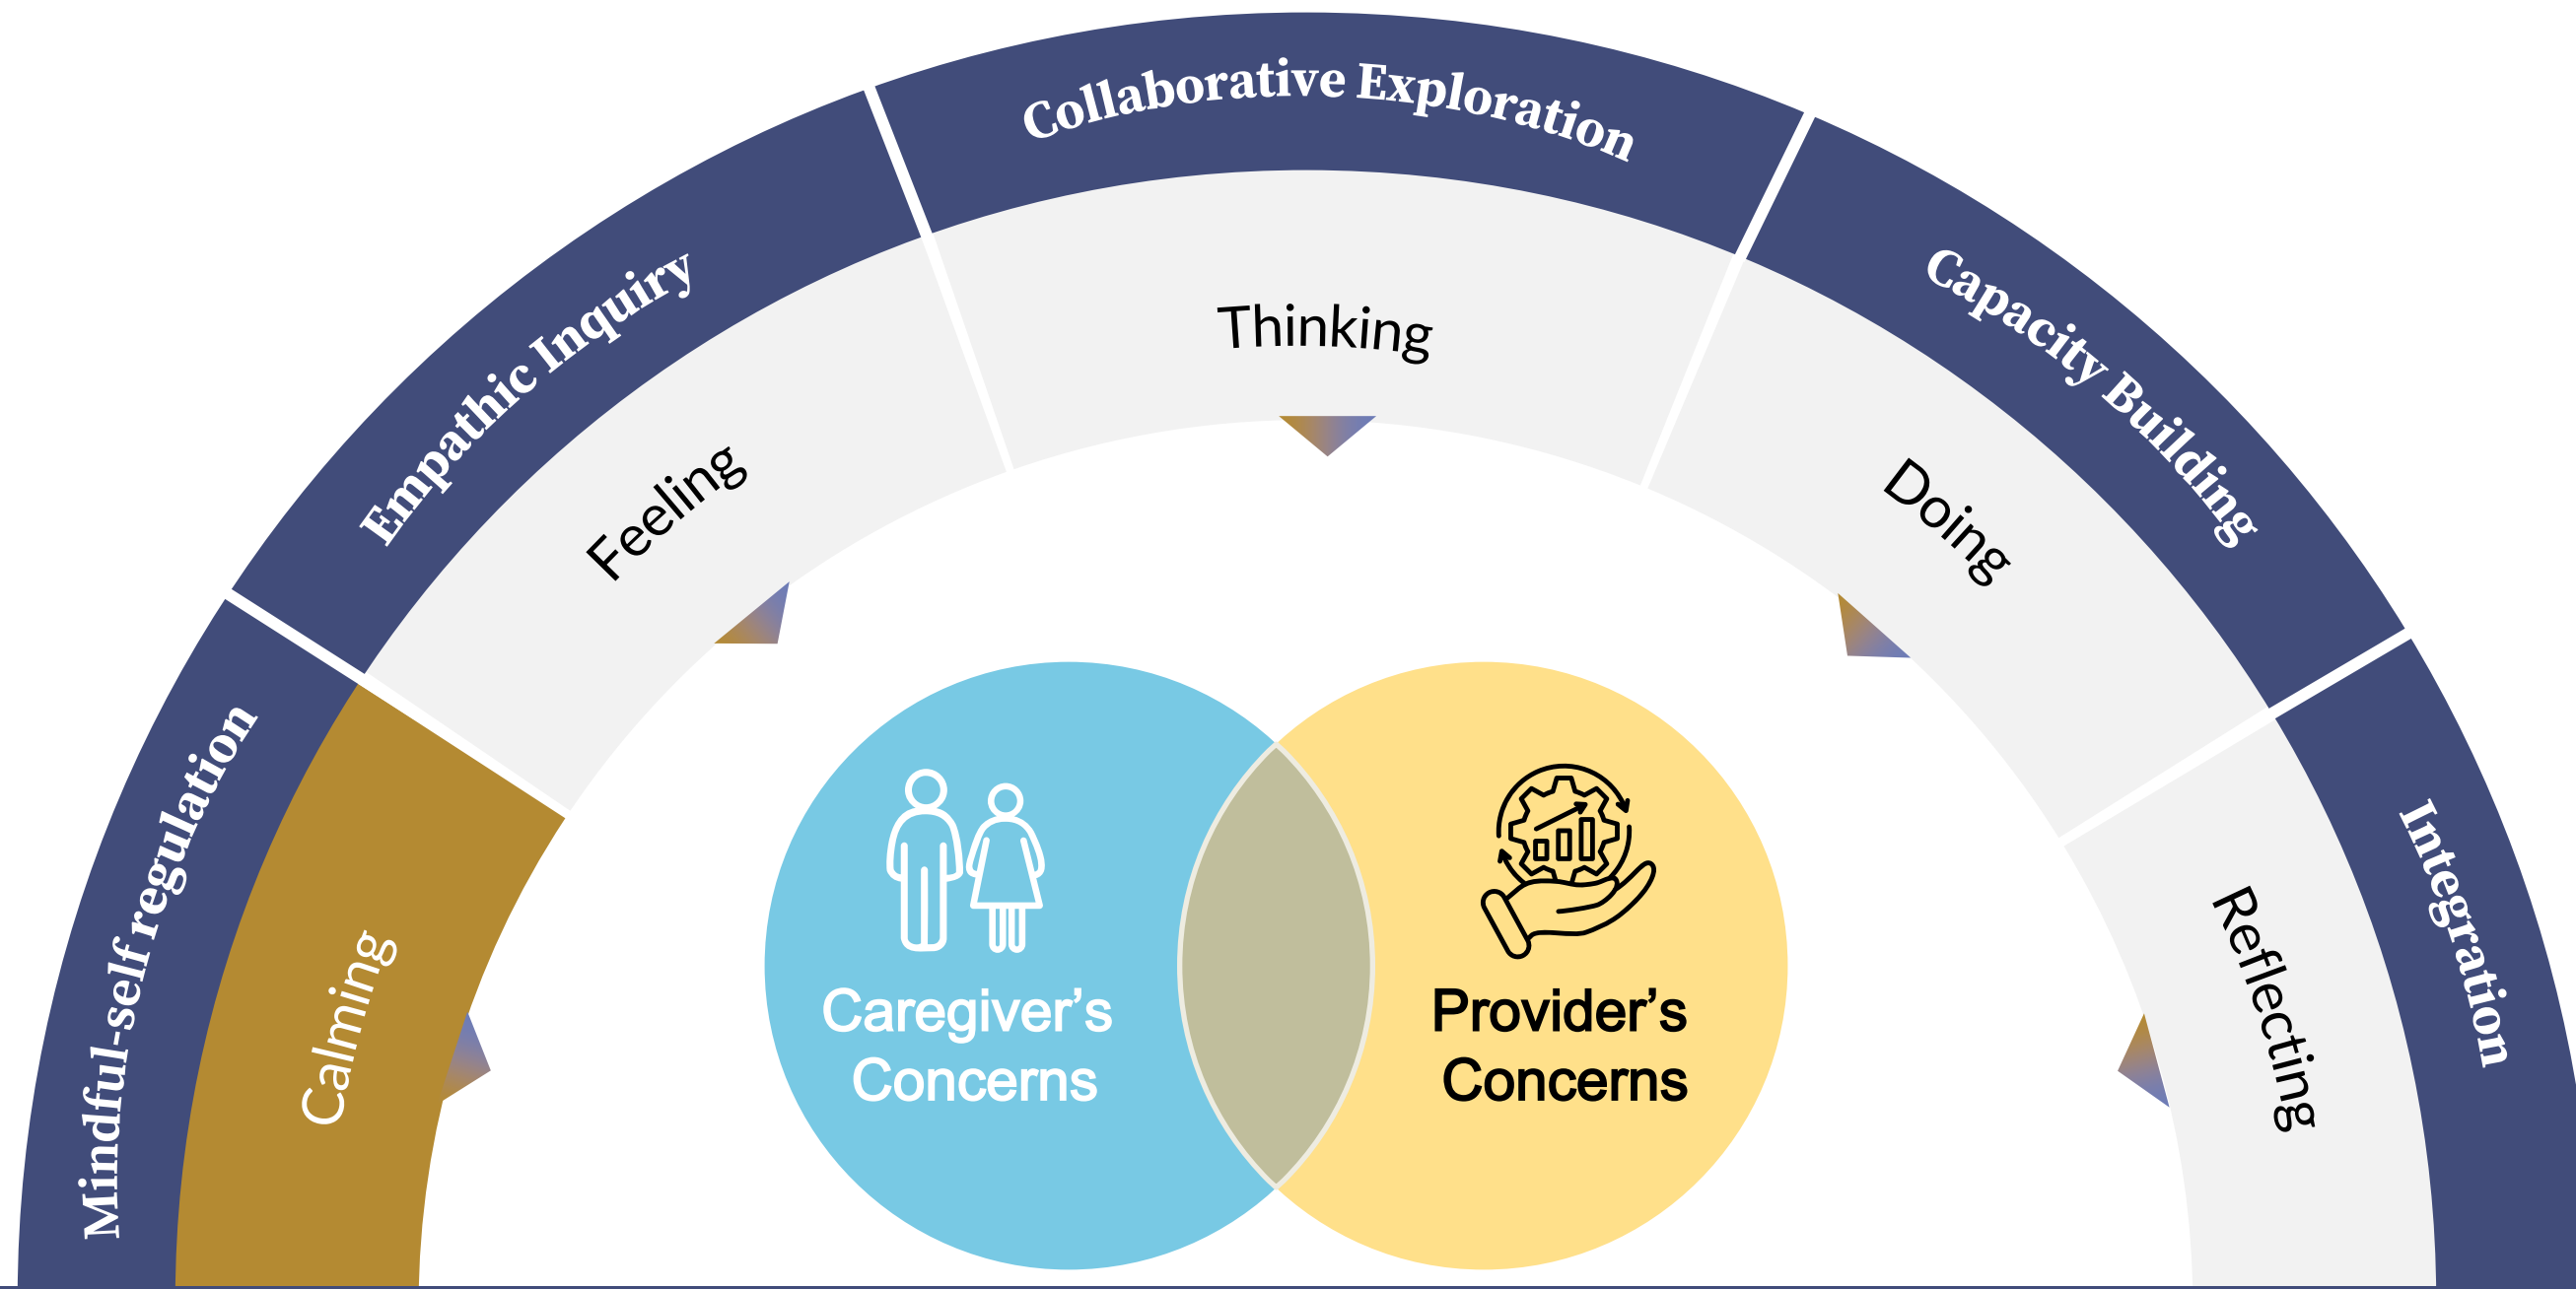 Mindful-self regulation
Calming
Empathic Inquiry
Feeling
Collaborative Exploration
Thinking
Capacity Building
Doing
Integration
Reflecting
Caregiver’s
Concerns
Provider’s
Concerns